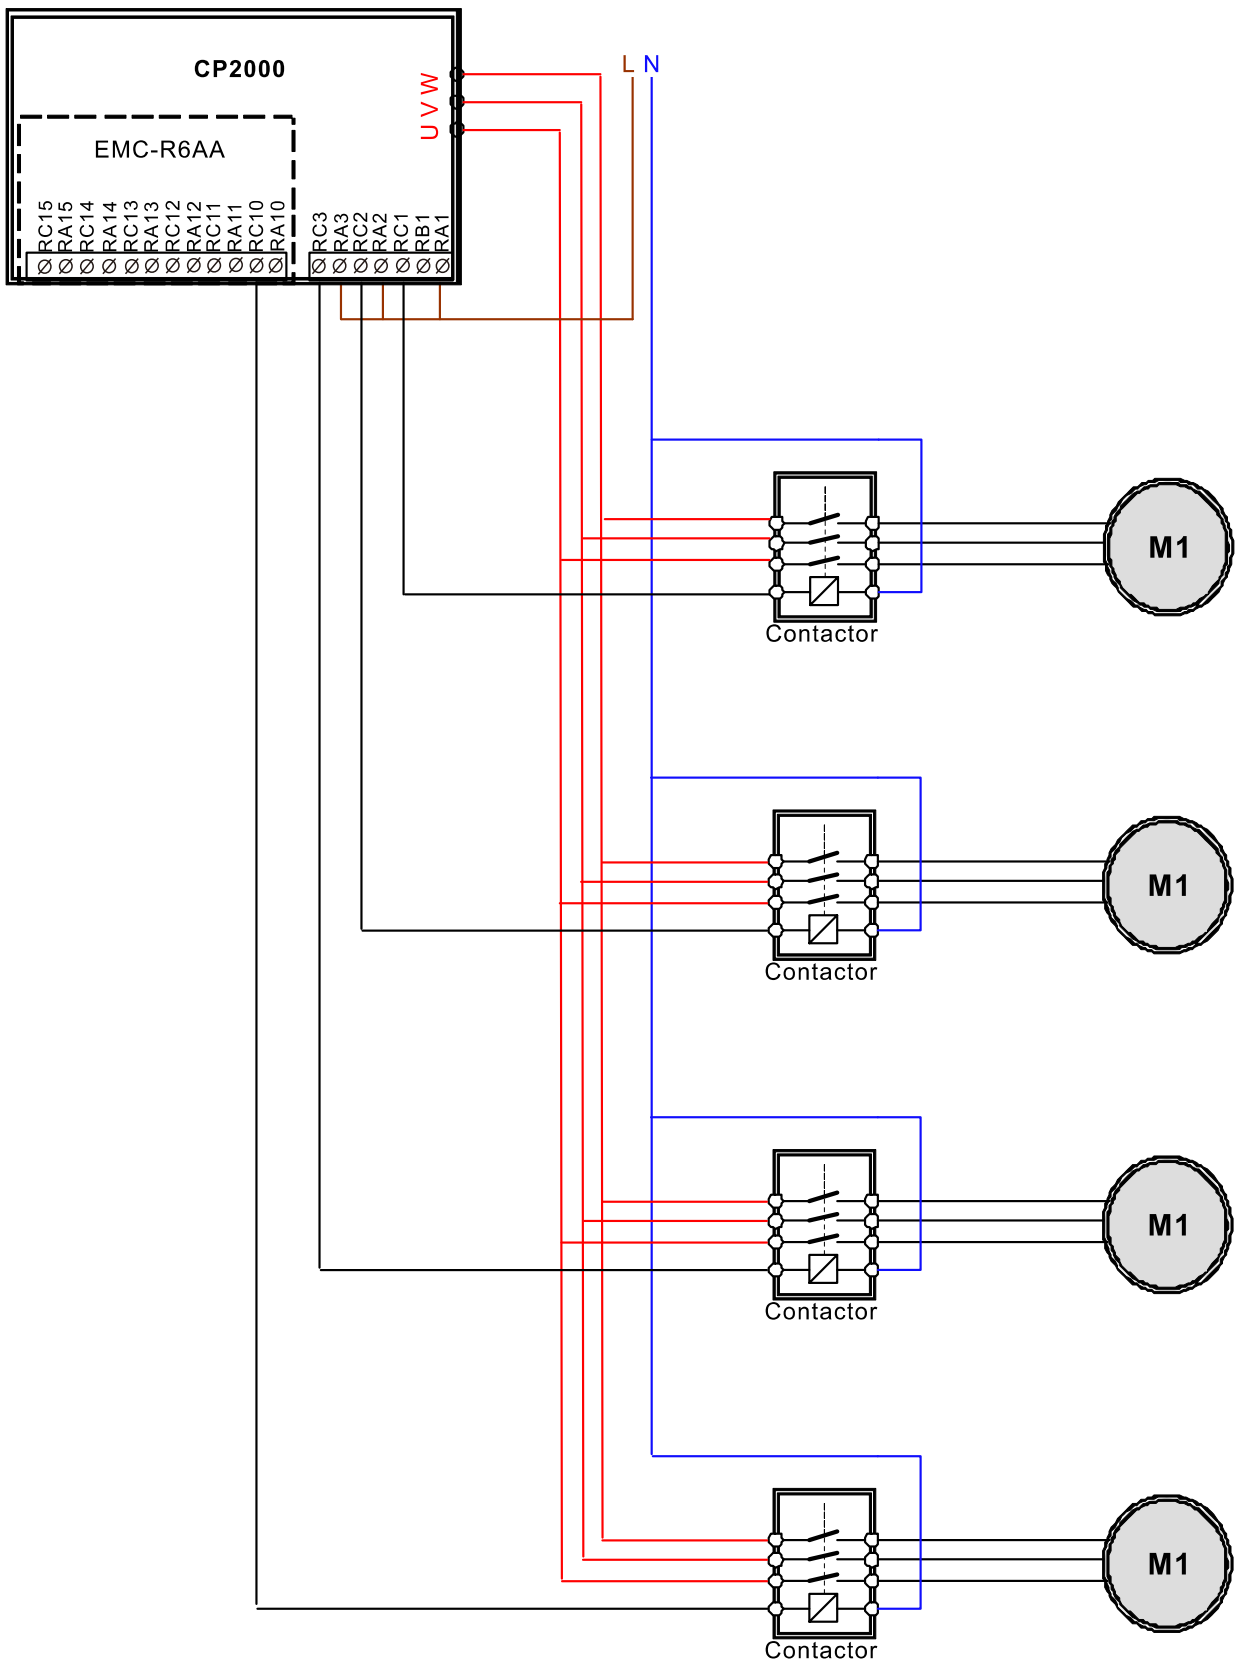 CP2000
L N
U V W
EMC-R6AA
RC15
RA15
RC14
RA14
RC13
RA13
RC12
RA12
RC11
RA11
RC10
RA10
RC3
RA3
RC2
RA2
RC1
RB1
RA1
M1
Contactor
M1
Contactor
M1
Contactor
M1
Contactor